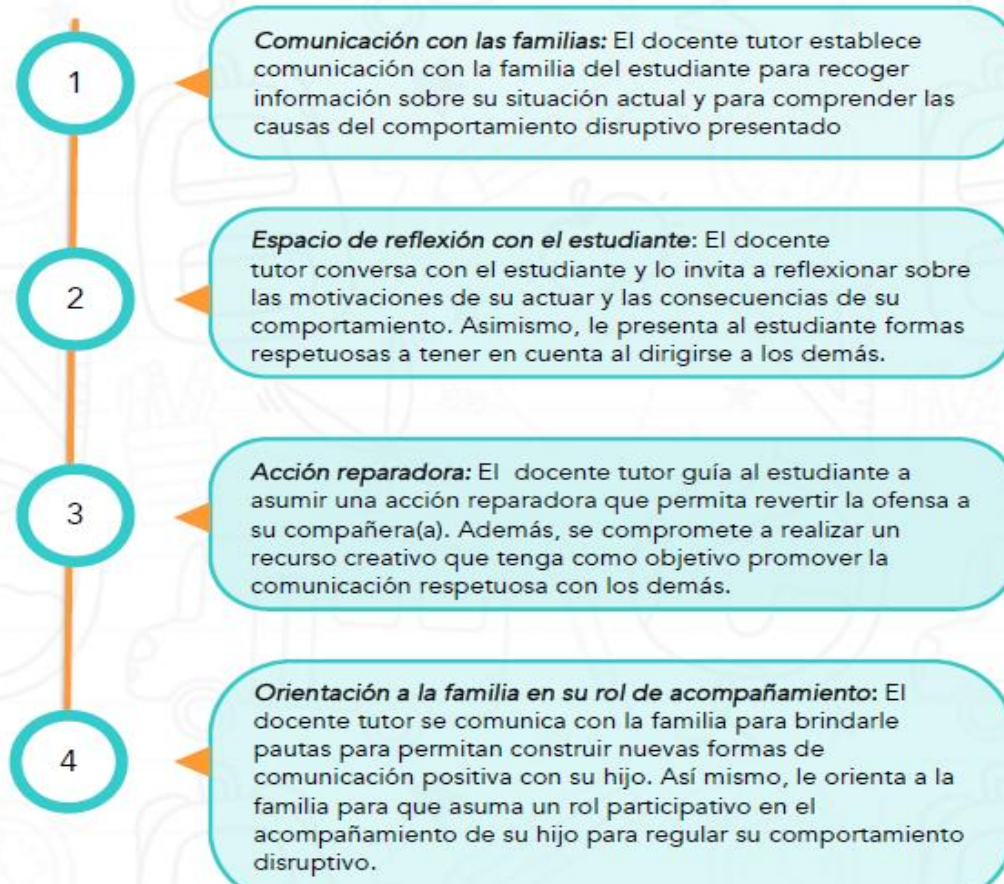 1
Comunicación con las familias: El docente tutor establece
comunicación con la familia del estudiante para recoger
información sobre su situación actual y para comprender las
causas del comportamiento disruptivo presentado
2
Espacio de reflexión con el estudiante: El docente
tutor conversa con el estudiante y lo invita a reflexionar sobre
las motivaciones de su actuar y las consecuencias de su
comportamiento. Asimismo, le presenta al estudiante formas
respetuosas a tener en cuenta al dirigirse a los demás.
3
Acción reparadora: El docente tutor guía al estudiante a
asumir una acción reparadora que permita revertir la ofensa a
su compañera(a). Además, se compromete a realizar un
recurso creativo que tenga como objetivo promover la
comunicación respetuosa con los demás.
4
Orientación a la familia en su rol de acompañamiento: El
docente tutor se comunica con la familia para brindarle
pautas para permitan construir nuevas formas de
comunicación positiva con su hijo. Así mismo, le orienta a la
familia para que asuma un rol participativo en el
acompañamiento de su hijo para regular su comportamiento
disruptivo.